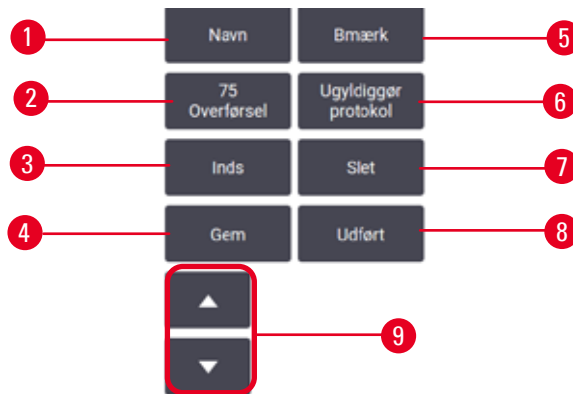 1
Navn
Bmærk
5
2
75
Overførsel
Ugyldiggør
protokol
6
3
Inds
Slet
7
4
Gem
Udført
8
9